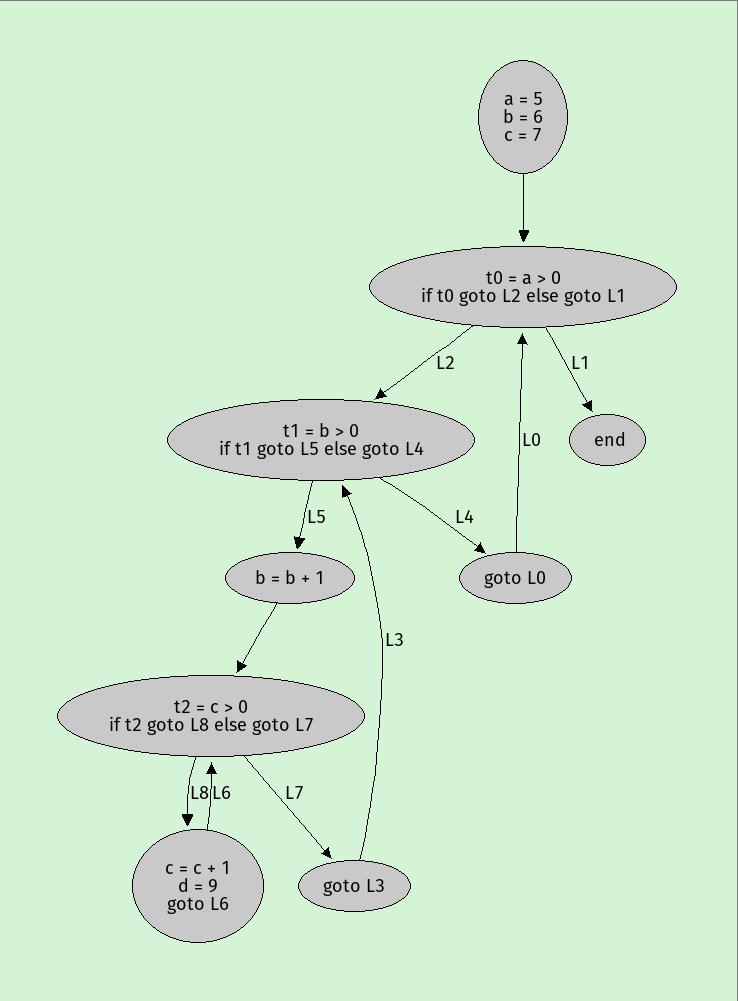 a = 5
b = 6
c = 7
t0 = a > 0
if t0 goto L2 else goto L1
L2
L1
t1 = b > 0
if t1 goto L5 else goto L4
L0
end
L5
L4
b = b + 1
goto L0
L3
t2 = c > 0
if t2 goto L8 else goto L7
L8
L6
L7
c = c + 1
d = 9
goto L6
goto L3